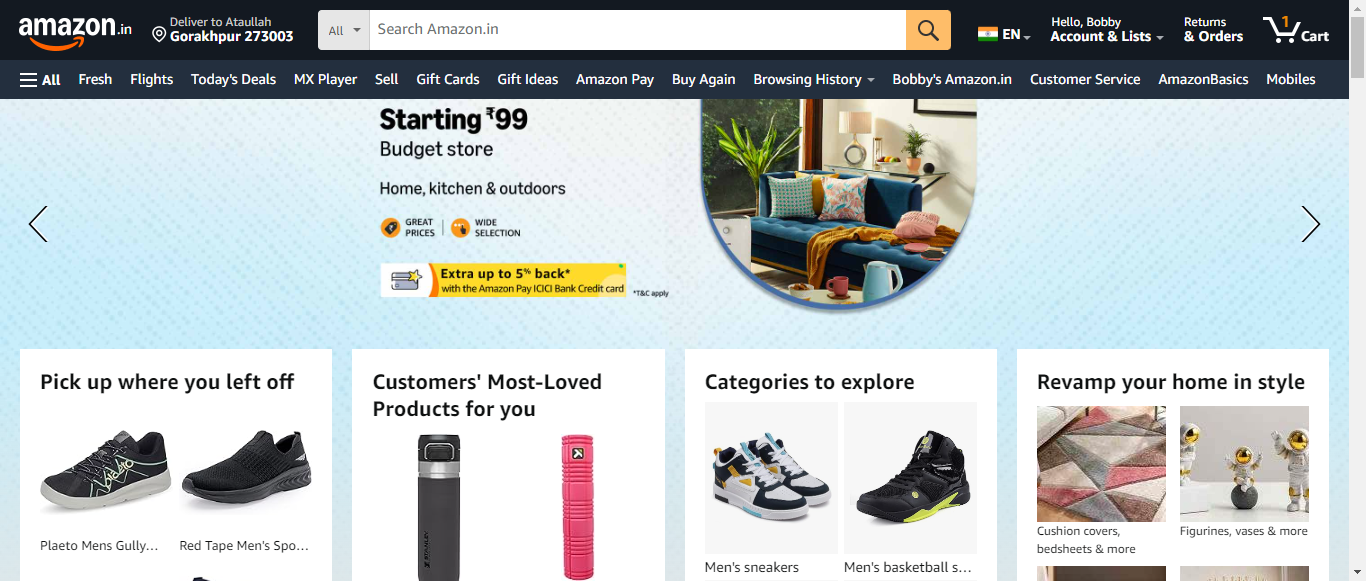 amazon.in
Deliver to Ataullah
Gorakhpur 273003
All
Search Amazon.in
EN
Hello, Bobby
Account & Lists
Returns
& Orders
1
Cart
All
Fresh
Flights
Today's Deals
MX Player
Sell
Gift Cards
Gift Ideas
Amazon Pay
Buy Again
Browsing History
Bobby's Amazon.in
Customer Service
AmazonBasics
Mobiles
Starting ₹99
Budget store
Home, kitchen & outdoors
GREAT
PRICES
WIDE
SELECTION
Extra up to 5% back*
with the Amazon Pay ICICI Bank Credit card
*T&C apply
Pick up where you left off
Plaeto Mens Gully...
Red Tape Men's Spo...
Customers' Most-Loved
Products for you
STANLEY
Categories to explore
Men's sneakers
Men's basketball s...
Revamp your home in style
Cushion covers,
bedsheets & more
Figurines, vases & more